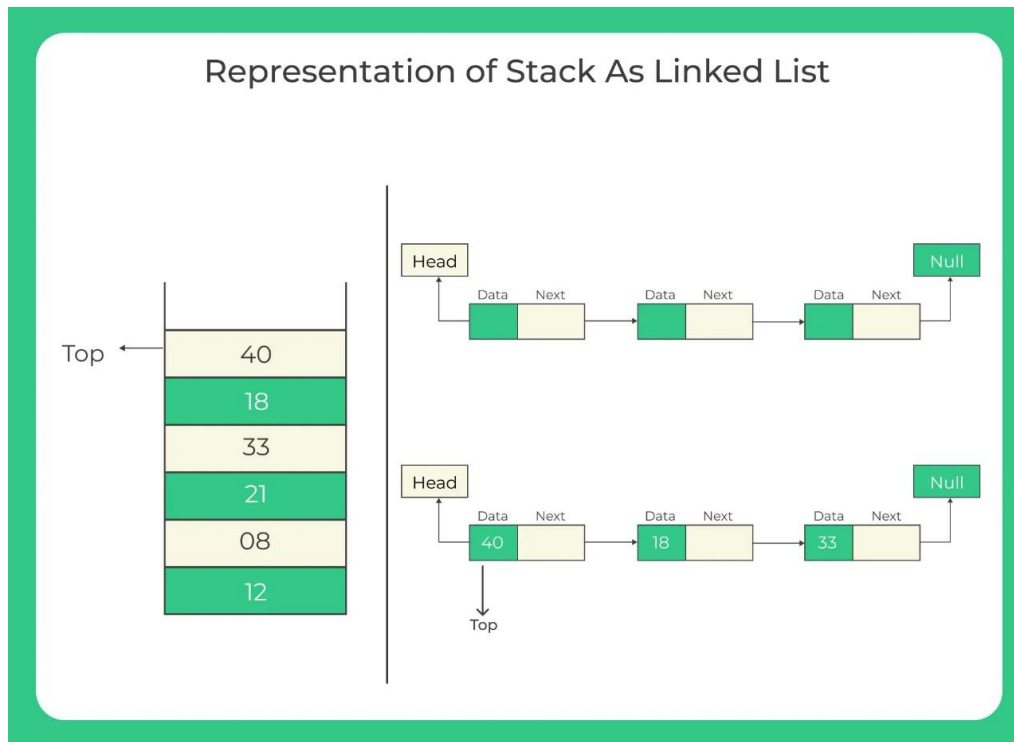 Representation of Stack As Linked List
Top
40
18
33
21
08
12
Head
Null
Data Next Data Next Data Next
Head
Null
Data Next Data Next Data Next
40 18 33
Top